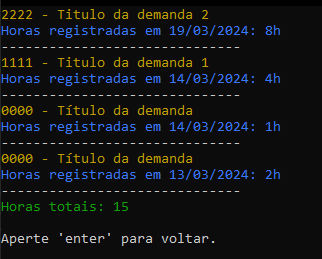 2222 - Titulo da demanda 2
Horas registradas em 19/03/2024: 8h
------------------------------
1111 - Titulo da demanda 1
Horas registradas em 14/03/2024: 4h
------------------------------
0000 - Título da demanda
Horas registradas em 14/03/2024: 1h
------------------------------
0000 - Título da demanda
Horas registradas em 13/03/2024: 2h
------------------------------
Horas totais: 15
Aperte 'enter' para voltar.